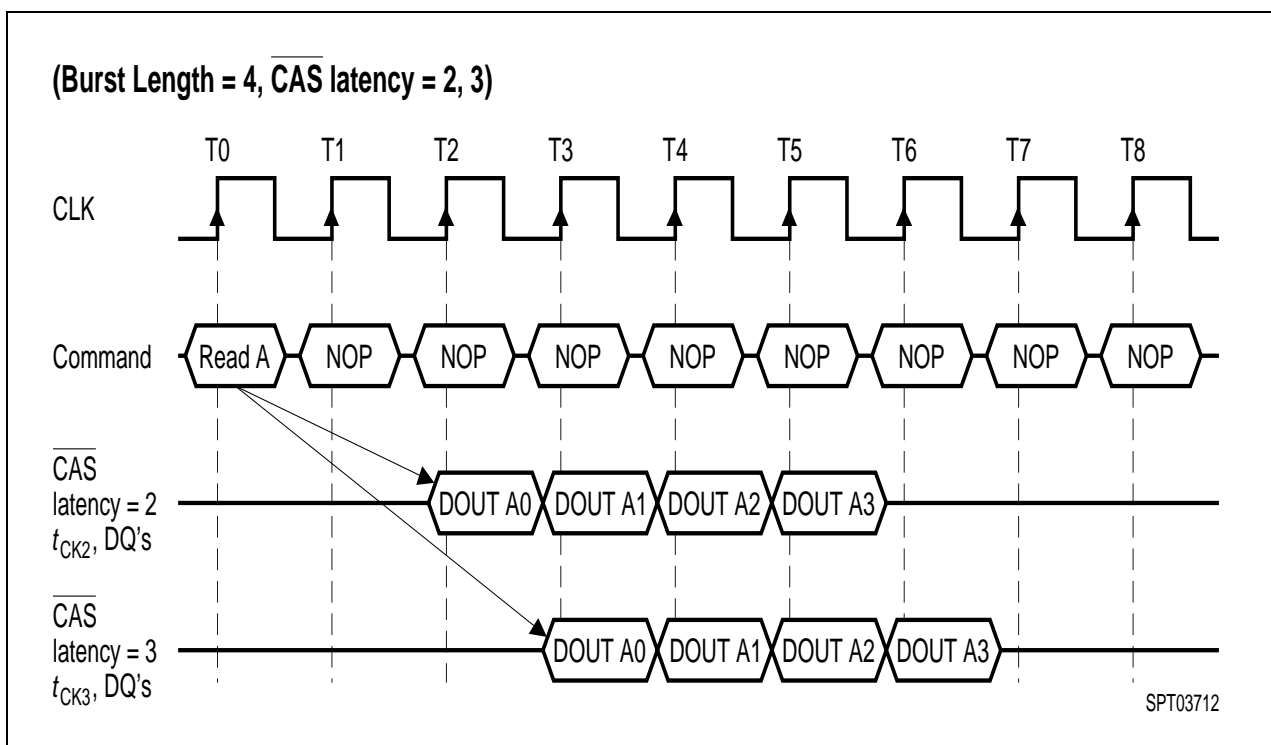 (Burst Length = 4, CAS latency = 2, 3)
T0 T1 T2 T3 T4 T5 T6 T7 T8
CLK
Command Read A NOP NOP NOP NOP NOP NOP NOP NOP
CAS
latency = 2
tCK2, DQ’s
DOUT A0 DOUT A1 DOUT A2 DOUT A3
CAS
latency = 3
tCK3, DQ’s
DOUT A0 DOUT A1 DOUT A2 DOUT A3
SPT03712